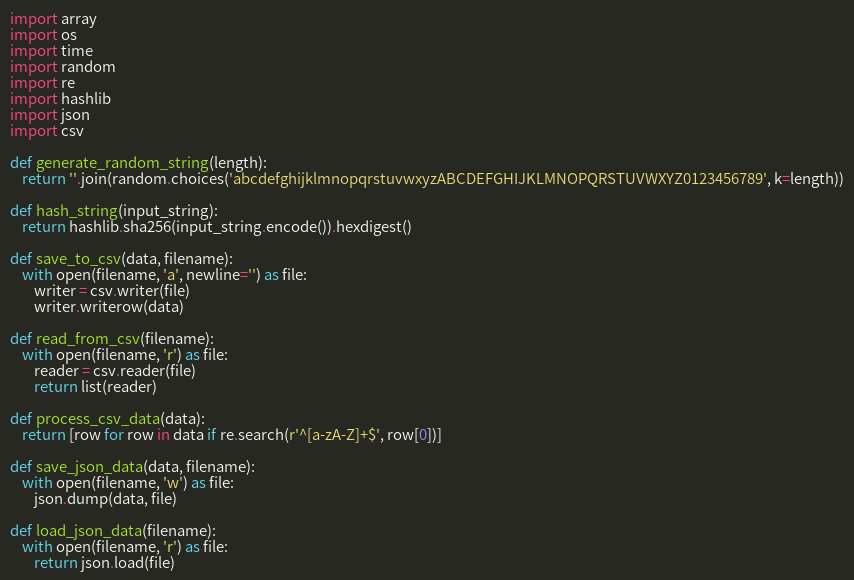 import array
import os
import time
import random
import re
import hashlib
import json
import csv

def generate_random_string(length):
    return ''.join(random.choices('abcdefghijklmnopqrstuvwxyzABCDEFGHIJKLMNOPQRSTUVWXYZ0123456789', k=length))

def hash_string(input_string):
    return hashlib.sha256(input_string.encode()).hexdigest()

def save_to_csv(data, filename):
    with open(filename, 'a', newline='') as file:
        writer = csv.writer(file)
        writer.writerow(data)

def read_from_csv(filename):
    with open(filename, 'r') as file:
        reader = csv.reader(file)
        return list(reader)

def process_csv_data(data):
    return [row for row in data if re.search(r'^[a-zA-Z]+$', row[0])]

def save_json_data(data, filename):
    with open(filename, 'w') as file:
        json.dump(data, file)

def load_json_data(filename):
    with open(filename, 'r') as file:
        return json.load(file)